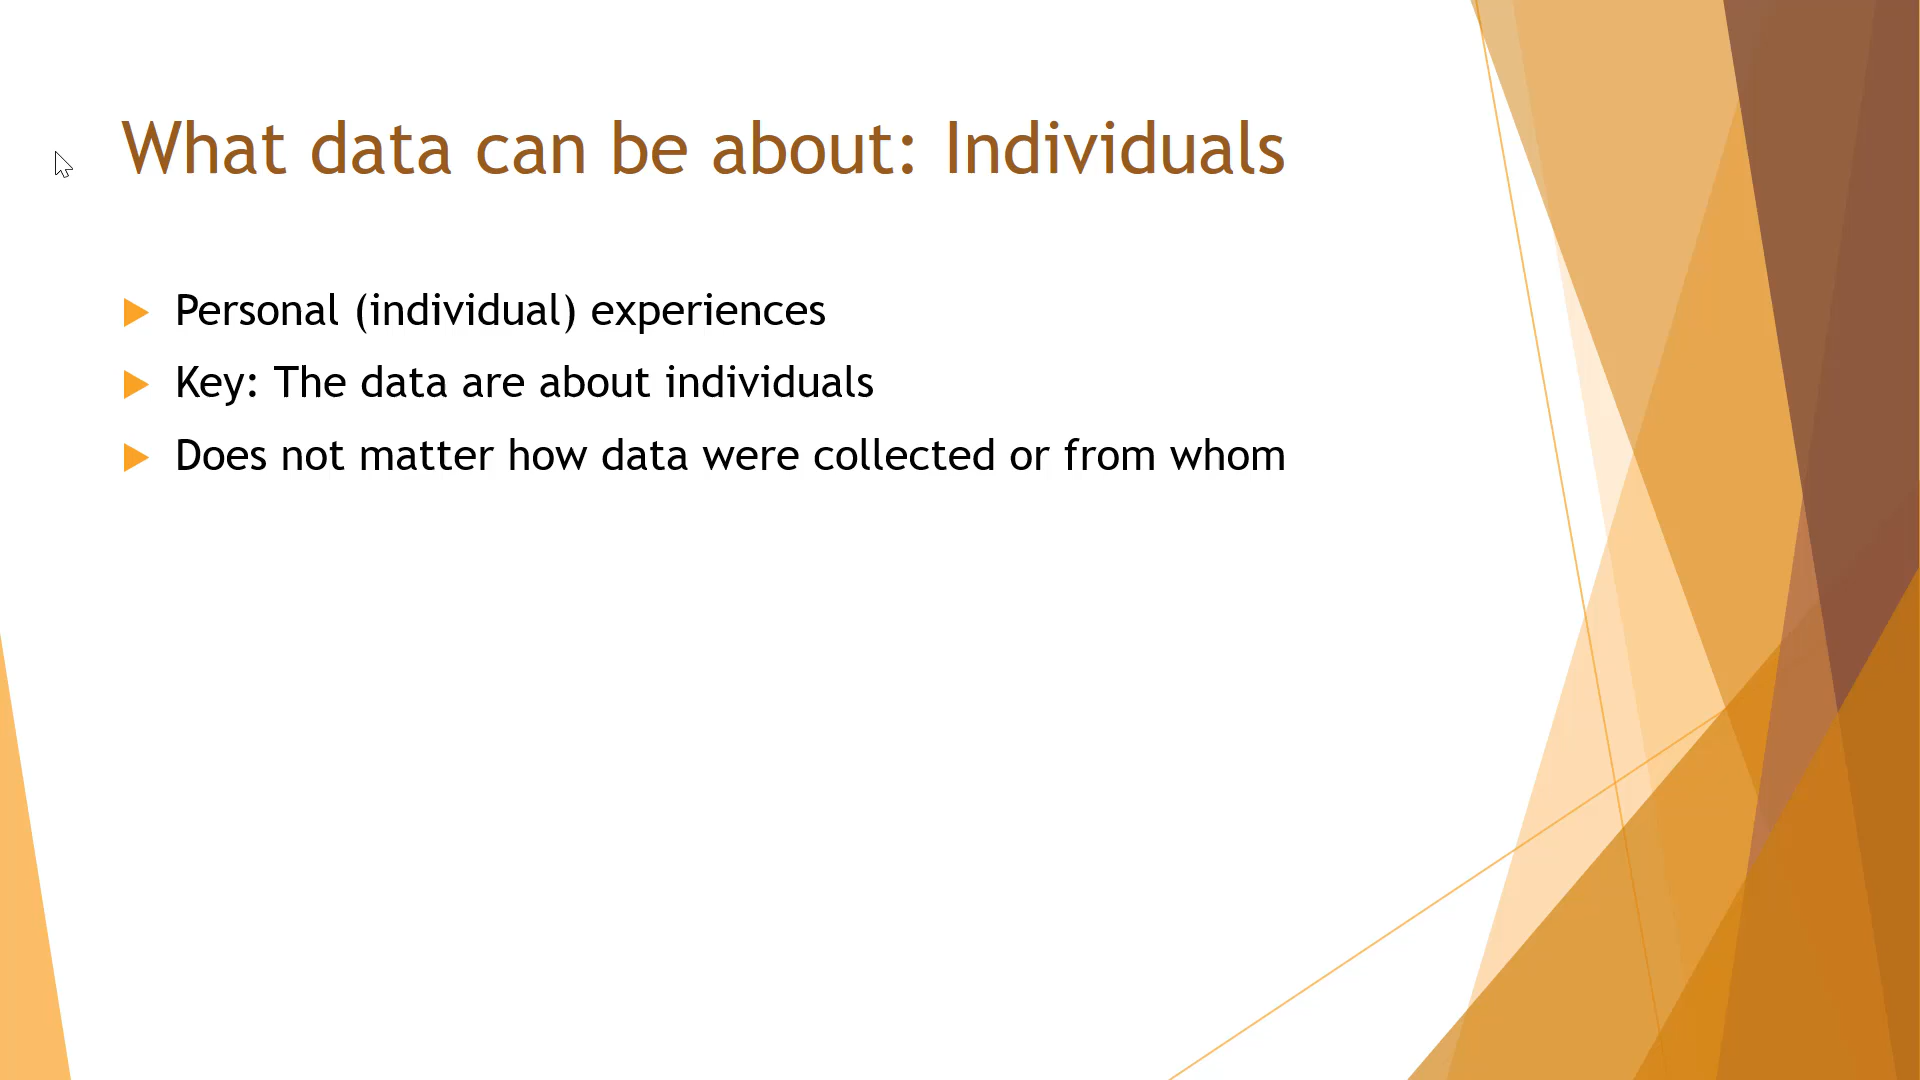 What data can be about: Individuals
Personal (individual) experiences
Key: The data are about individuals
Does not matter how data were collected or from whom